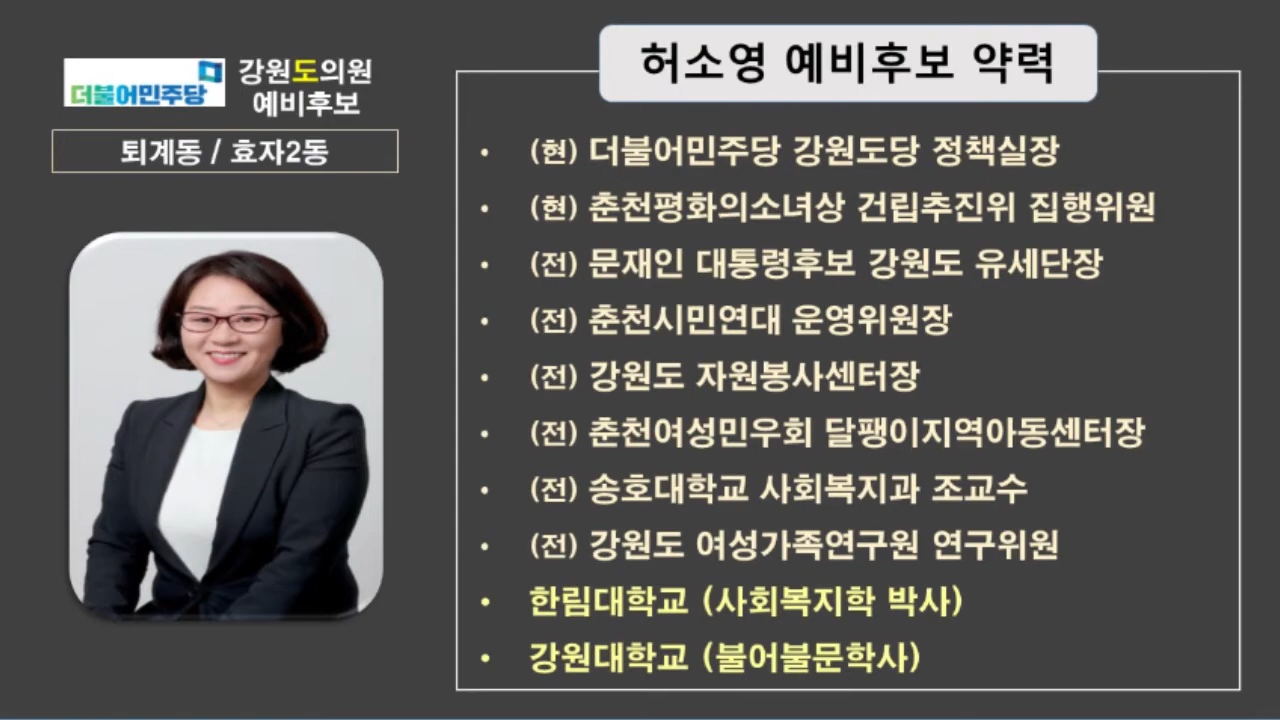 더불어민주당
강원도의원
예비후보
퇴계동 / 효자2동
허소영 예비후보 약력
• (현) 더불어민주당 강원도당 정책실장
• (현) 춘천평화의소녀상 건립추진위 집행위원
• (전) 문재인 대통령후보 강원도 유세단장
• (전) 춘천시민연대 운영위원장
• (전) 강원도 자원봉사센터장
• (전) 춘천여성민우회 달팽이지역아동센터장
• (전) 송호대학교 사회복지과 조교수
• (전) 강원도 여성가족연구원 연구위원
• 한림대학교 (사회복지학 박사)
• 강원대학교 (불어불문학사)